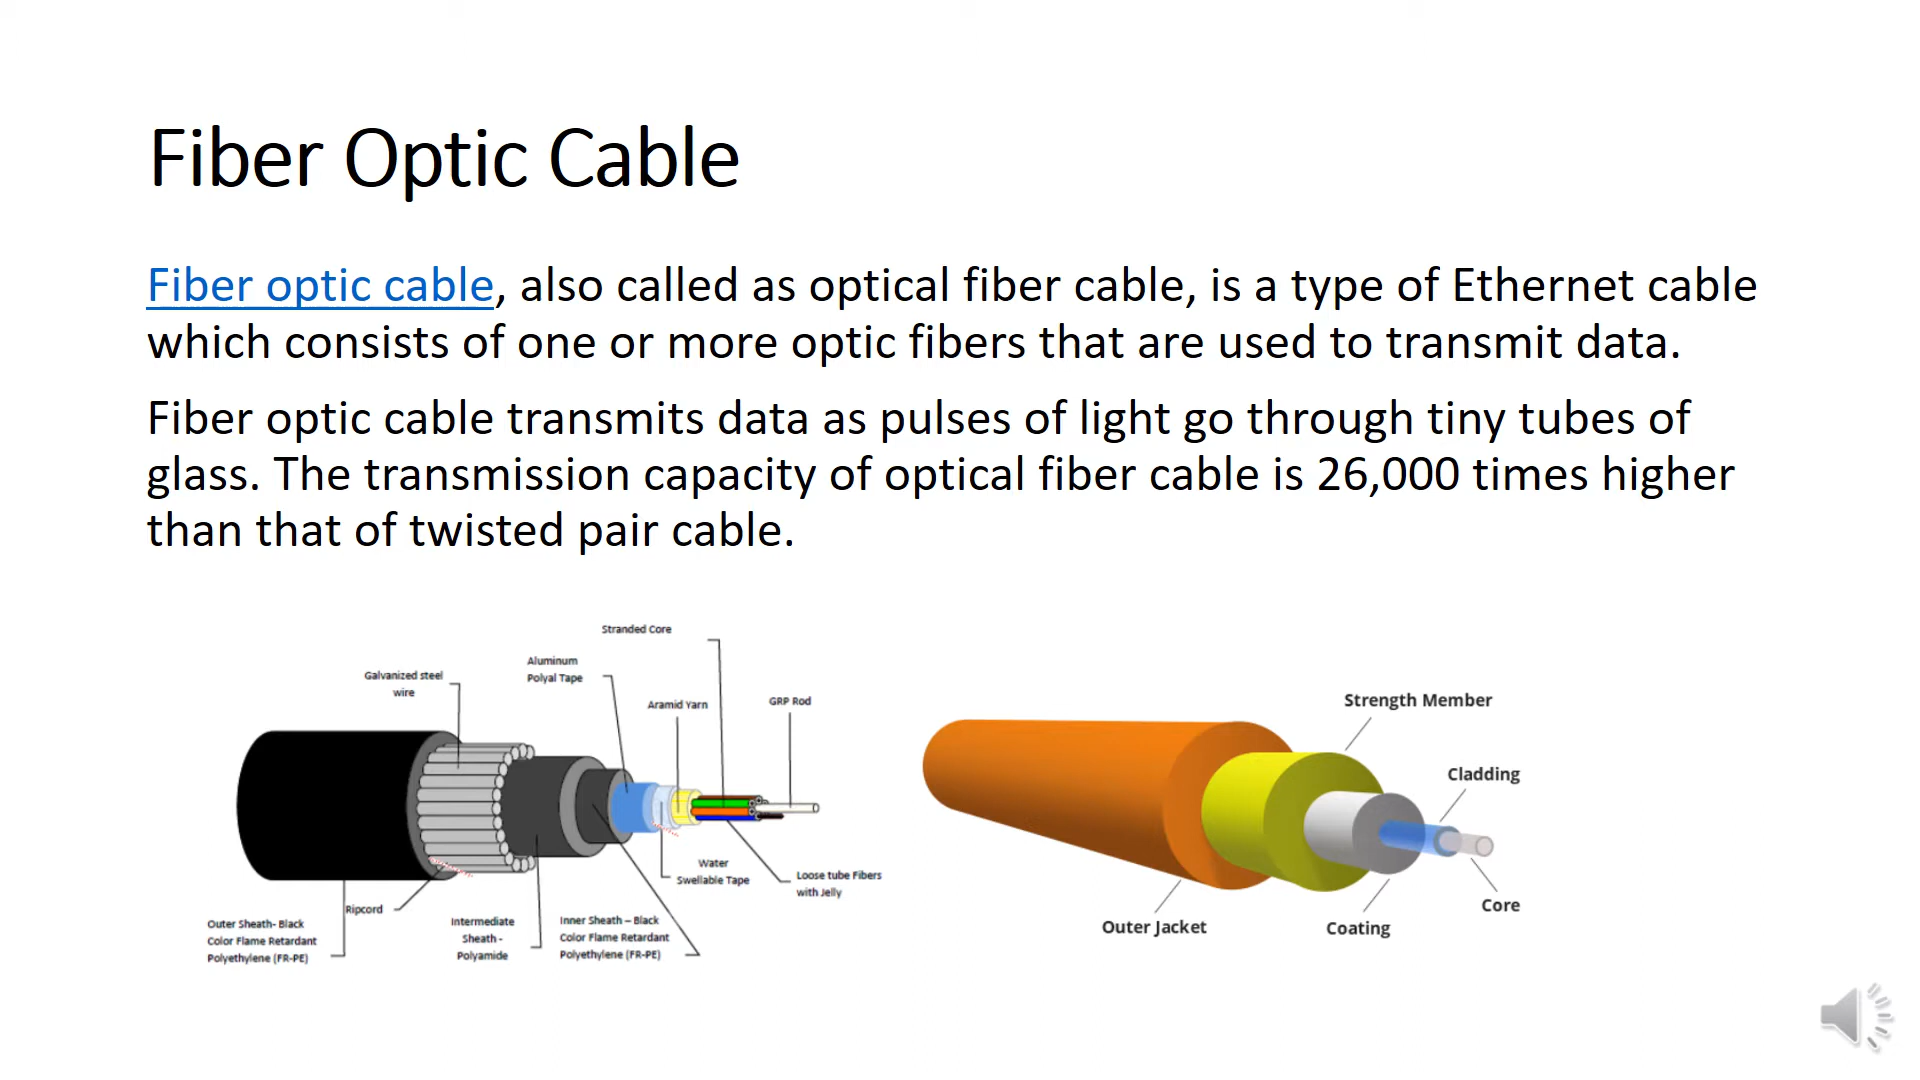 Fiber Optic Cable
Fiber optic cable, also called as optical fiber cable, is a type of Ethernet cable
which consists of one or more optic fibers that are used to transmit data.
Fiber optic cable transmits data as pulses of light go through tiny tubes of
glass. The transmission capacity of optical fiber cable is 26,000 times higher
than that of twisted pair cable.
Stranded Core
Aluminum
Polyal Tape
Galvanized steel
wire
Aramid Yarn
GRP Rod
Water
Swellable Tape
Loose tube Fibers
with Jelly
Ripcord
Outer Sheath- Black
Color Flame Retardant
Polyethylene (FR-PE)
Intermediate
Sheath -
Polyamide
Inner Sheath – Black
Color Flame Retardant
Polyethylene (FR-PE)
Strength Member
Cladding
Core
Coating
Outer Jacket